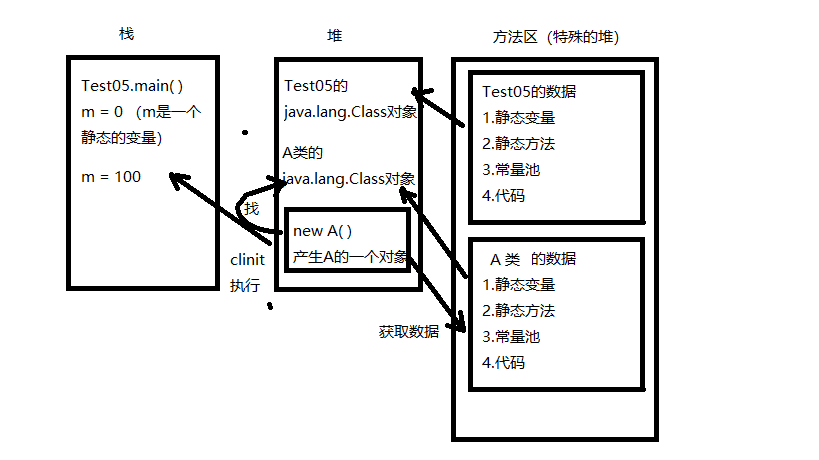 栈
Test05.main( )
m = 0 （m是一个
静态的变量）
m = 100
堆
Test05的
java.lang.Class对象
A类的
java.lang.Class对象
找
new A( )
产生A的一个对象
clinit
执行
获取数据
方法区（特殊的堆）
Test05的数据
1.静态变量
2.静态方法
3.常量池
4.代码
A 类 的数据
1.静态变量
2.静态方法
3.常量池
4.代码